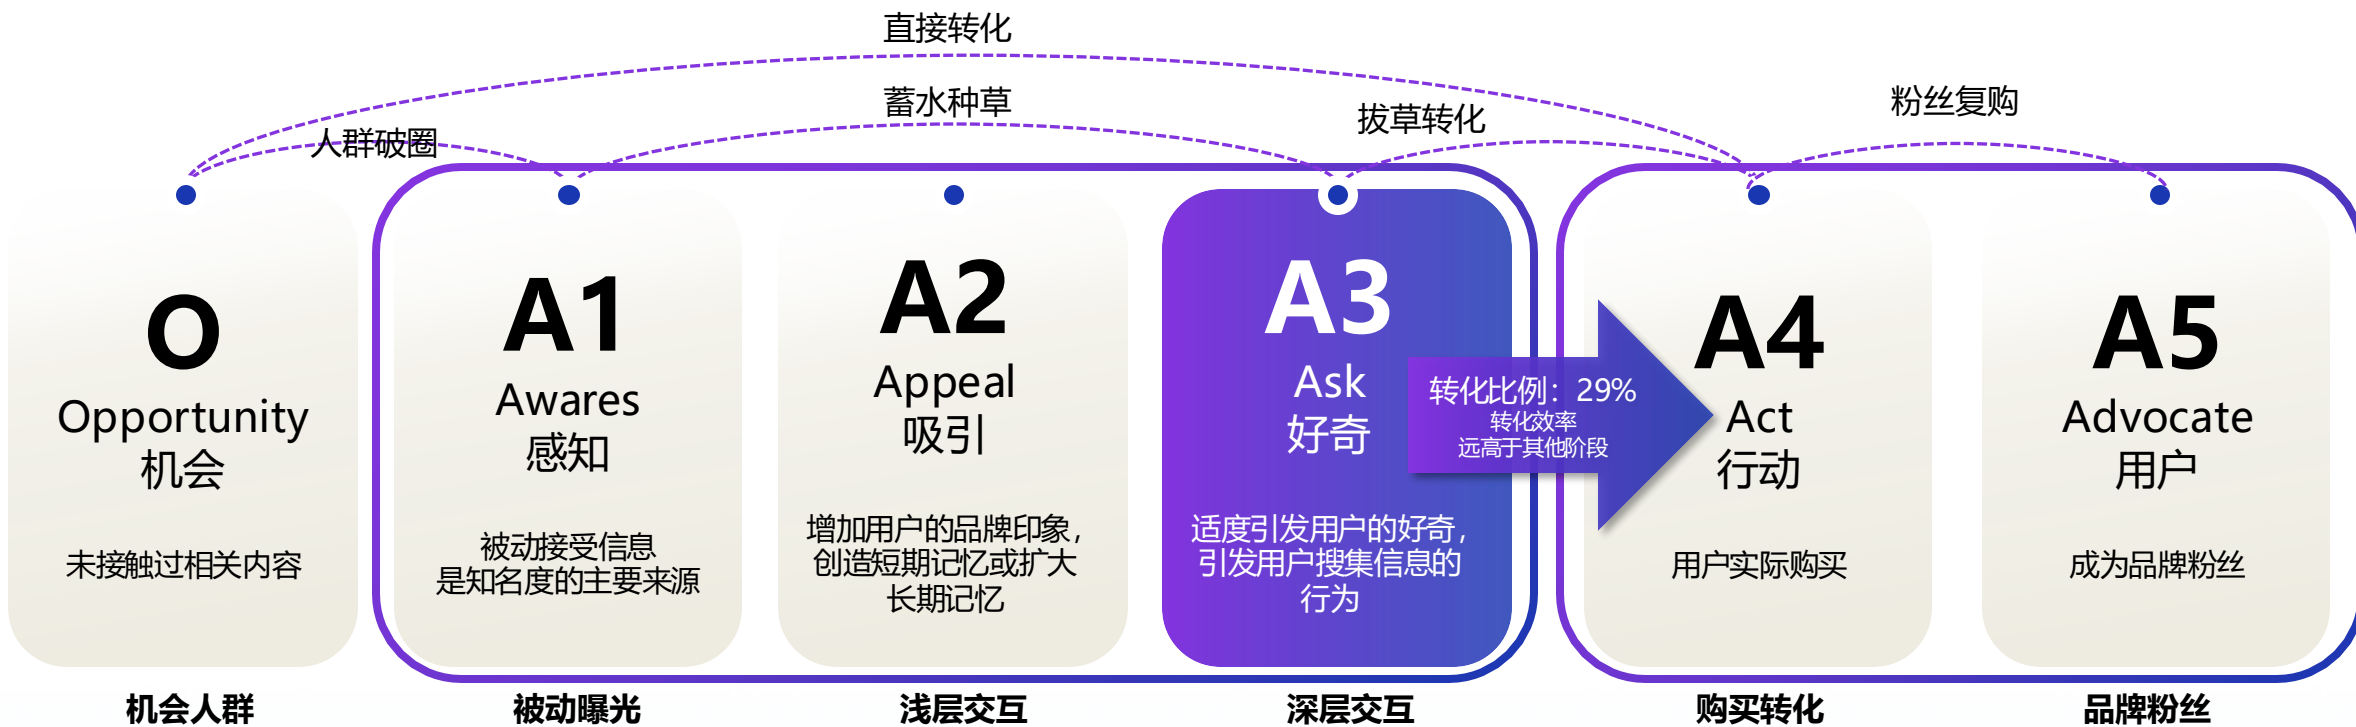 直接转化
蓄水种草
人群破圈
拔草转化
粉丝复购
O
Opportunity
机会
未接触过相关内容
机会人群
A1
Awares
感知
被动接受信息
是知名度的主要来源
被动曝光
A2
Appeal
吸引
增加用户的品牌印象，
创造短期记忆或扩大
长期记忆
浅层交互
A3
Ask
好奇
适度引发用户的好奇，
引发用户搜集信息的
行为
深层交互
转化比例：29%
转化效率
远高于其他阶段
A4
Act
行动
用户实际购买
购买转化
A5
Advocate
用户
成为品牌粉丝
品牌粉丝